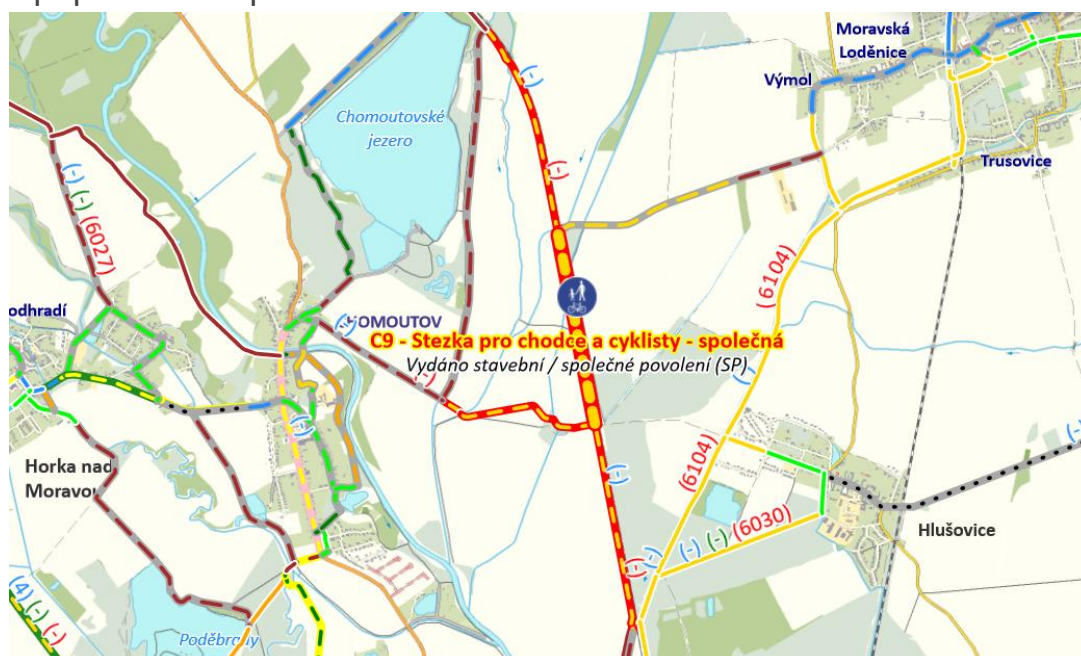 Moravská
Loděnice
Výmol
Chomoutovské
jezero
(-)
(-)
Trusovice
(-) (-) (6027)
(6104)
odhradí
HOMOUTOV
(-)
C9 - Stezka pro chodce a cyklisty - společná
Vydáno stavební / společné povolení (SP)
(-)
(-)
(-)
(-)
(-)
(6104)
Horka nad
Moravou
(6030)
(-) (-)
Hlušovice
(-)
(-)
(4) (-) (-)
Poděbrady